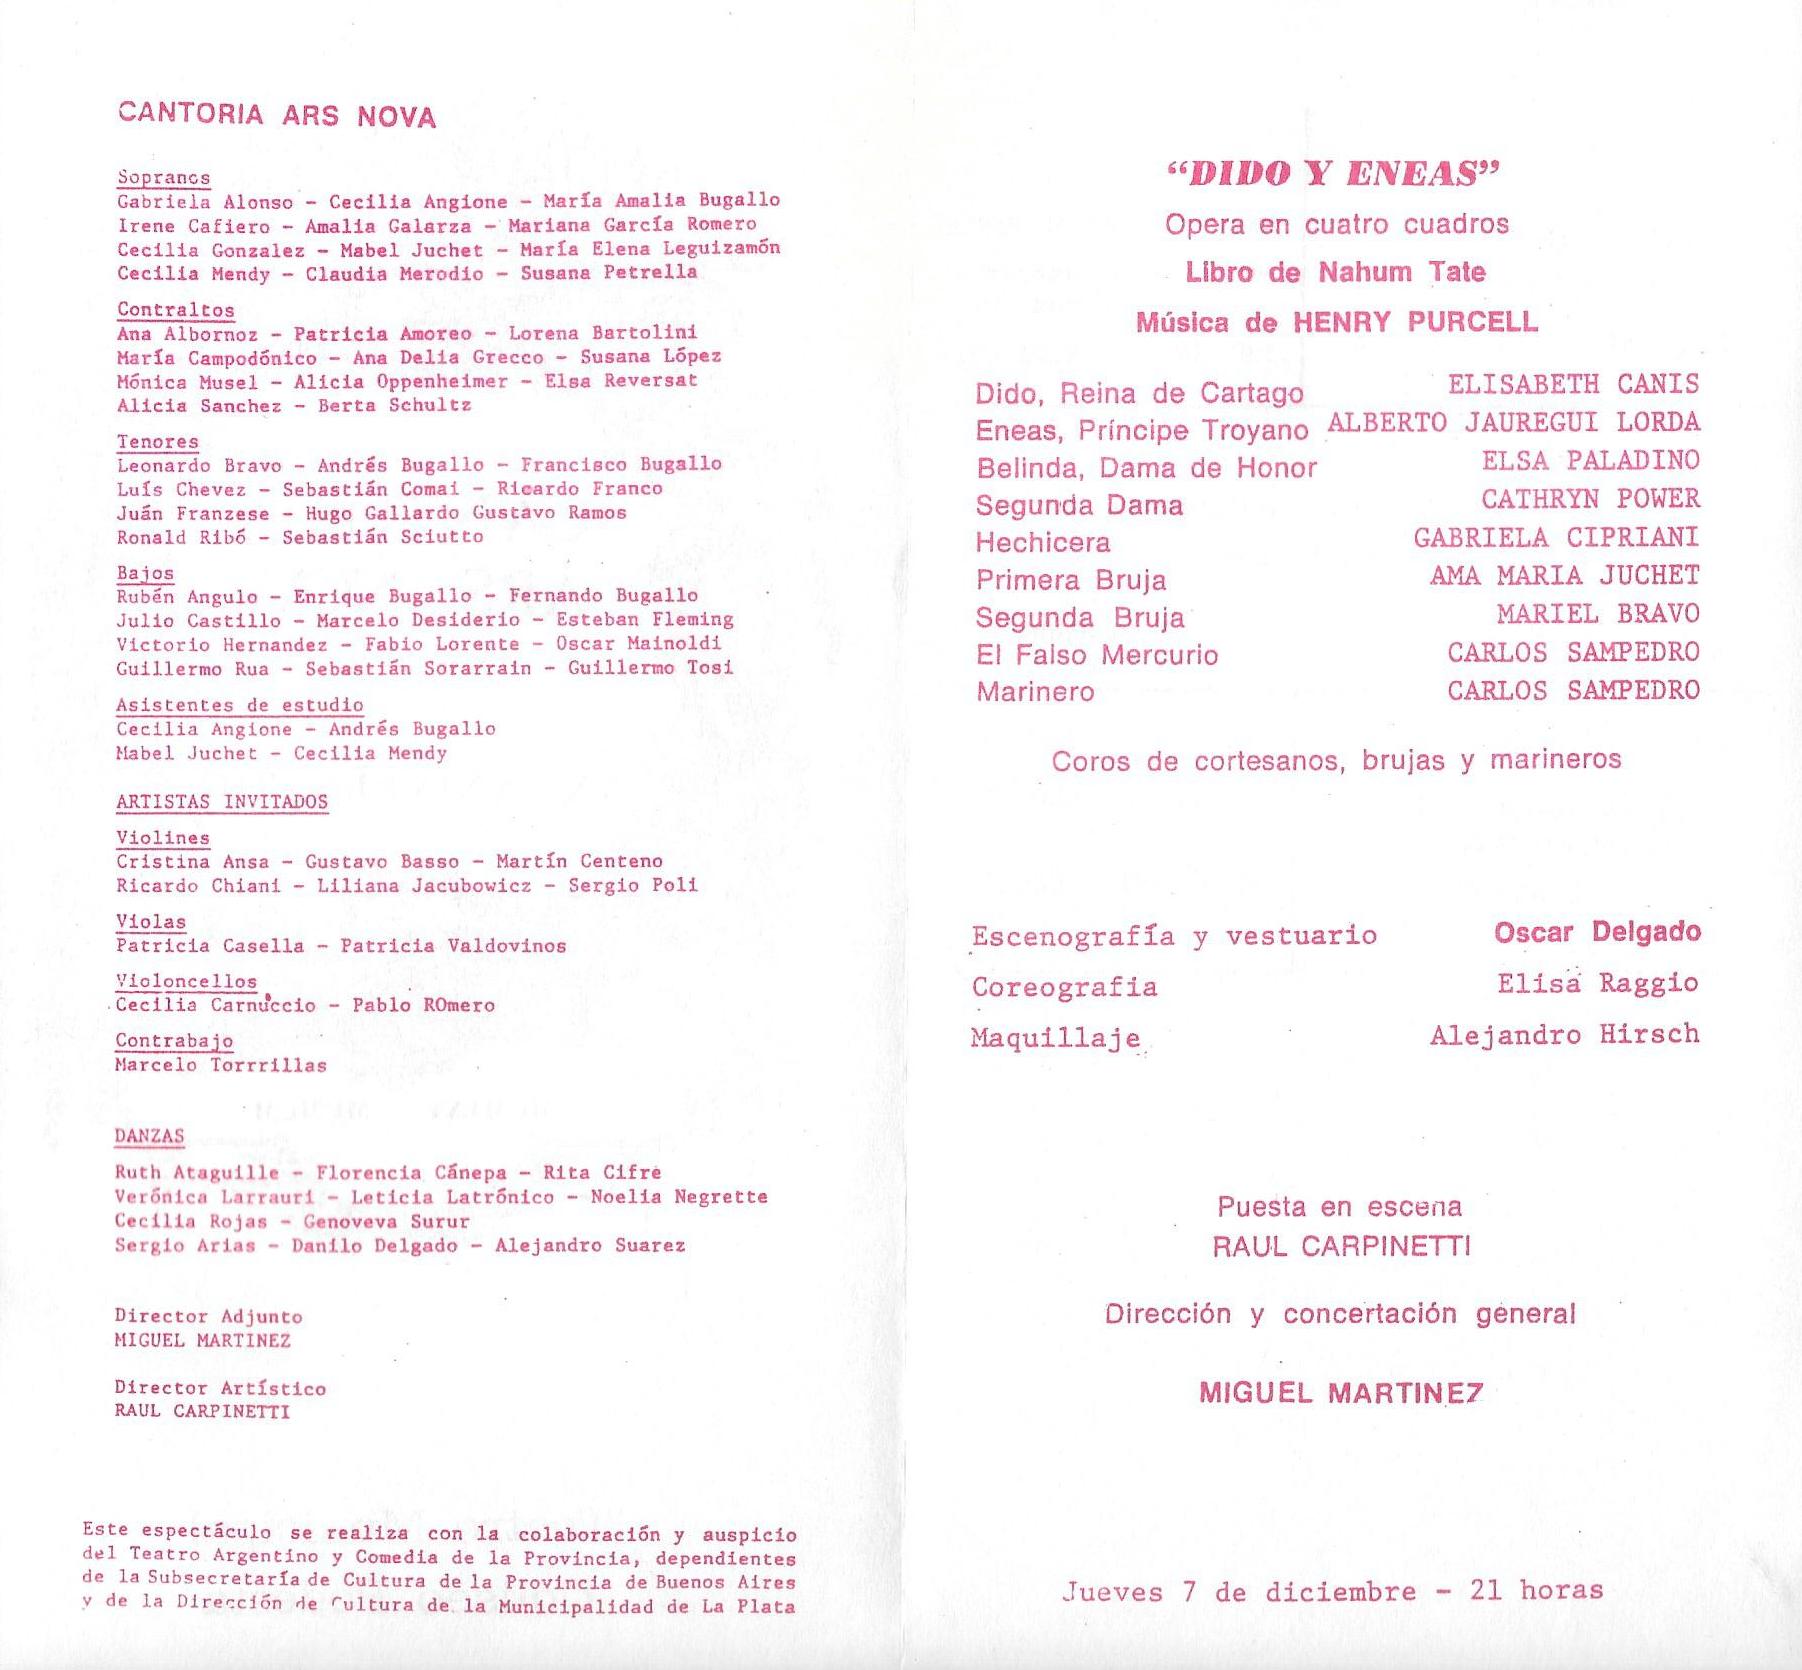 CANTORIA ARS NOVA
Sopranos
Gabriela Alonso - Cecilia Angione - María Amalia Bugallo
Irene Cafiero - Amalia Galarza - Mariana García Romero
Cecilia Gonzalez - Mabel Juchet - María Elena Leguizamón
Cecilia Mendy - Claudia Merodio - Susana Petrella
Contraltos
Ana Albornoz - Patricia Amoreo - Lorena Bartolini
María Campodónico - Ana Delia Grecco - Susana López
Mónica Musel - Alicia Oppenheimer - Elsa Reversat
Alicia Sanchez - Berta Schultz
Tenores
Leonardo Bravo - Andrés Bugallo - Francisco Bugallo
Luís Chevez - Sebastián Comai - Ricardo Franco
Juán Franzese - Hugo Gallardo Gustavo Ramos
Ronald Ribó - Sebastián Sciutto
Bajos
Rubén Angulo - Enrique Bugallo - Fernando Bugallo
Julio Castillo - Marcelo Desiderio - Esteban Fleming
Victorio Hernandez - Fabio Lorente - Oscar Mainoldi
Guillermo Rua - Sebastián Sorarrain - Guillermo Tosi
Asistentes de estudio
Cecilia Angione - Andrés Bugallo
Mabel Juchet - Cecilia Mendy
ARTISTAS INVITADOS
Violines
Cristina Ansa - Gustavo Basso - Martín Centeno
Ricardo Chiani - Liliana Jacubowicz - Sergio Poli
Violas
Patricia Casella - Patricia Valdovinos
Violoncellos
Cecilia Carnuccio - Pablo ROmero
Contrabajo
Marcelo Torrrillas
DANZAS
Ruth Ataguille - Florencia Cánepa - Rita Cifre
Verónica Larrauri - Leticia Latrónico - Noelia Negrette
Cecilia Rojas - Genoveva Surur
Sergio Arias - Danilo Delgado - Alejandro Suarez
Director Adjunto
MIGUEL MARTINEZ
Director Artístico
RAUL CARPINETTI
Este espectáculo se realiza con la colaboración y auspicio
del Teatro Argentino y Comedia de la Provincia, dependientes
de la Subsecretaría de Cultura de la Provincia de Buenos Aires
y de la Dirección de Cultura de la Municipalidad de La Plata
“DIDO Y ENEAS”
Opera en cuatro cuadros
Libro de Nahum Tate
Música de HENRY PURCELL
Dido, Reina de Cartago ELISABETH CANIS
Eneas, Príncipe Troyano ALBERTO JAUREGUI LORDA
Belinda, Dama de Honor ELSA PALADINO
Segunda Dama CATHRYN POWER
Hechicera GABRIELA CIPRIANI
Primera Bruja AMA MARIA JUCHET
Segunda Bruja MARIEL BRAVO
El Falso Mercurio CARLOS SAMPEDRO
Marinero CARLOS SAMPEDRO
Coros de cortesanos, brujas y marineros
Escenografía y vestuario Oscar Delgado
Coreografia Elisa Raggio
Maquillaje Alejandro Hirsch
Puesta en escena
RAUL CARPINETTI
Dirección y concertación general
MIGUEL MARTINEZ
Jueves 7 de diciembre - 21 horas